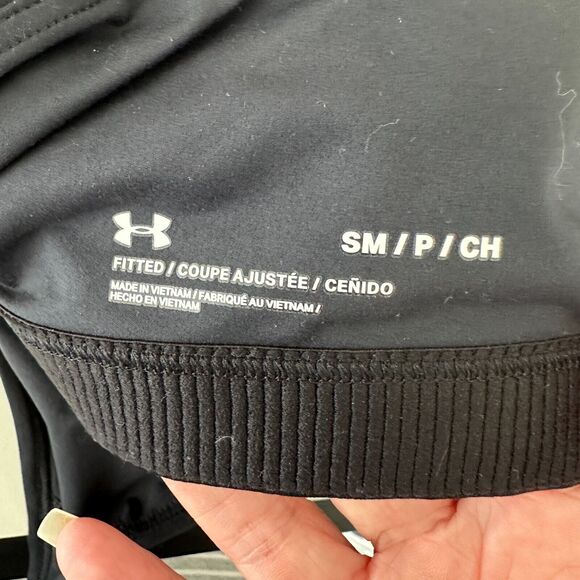 SM / P / CH
FITTED / COUPE AJUSTÉE / CEÑIDO
MADE IN VIETNAM / FABRIQUÉ AU VIETNAM /
HECHO EN VIETNAM